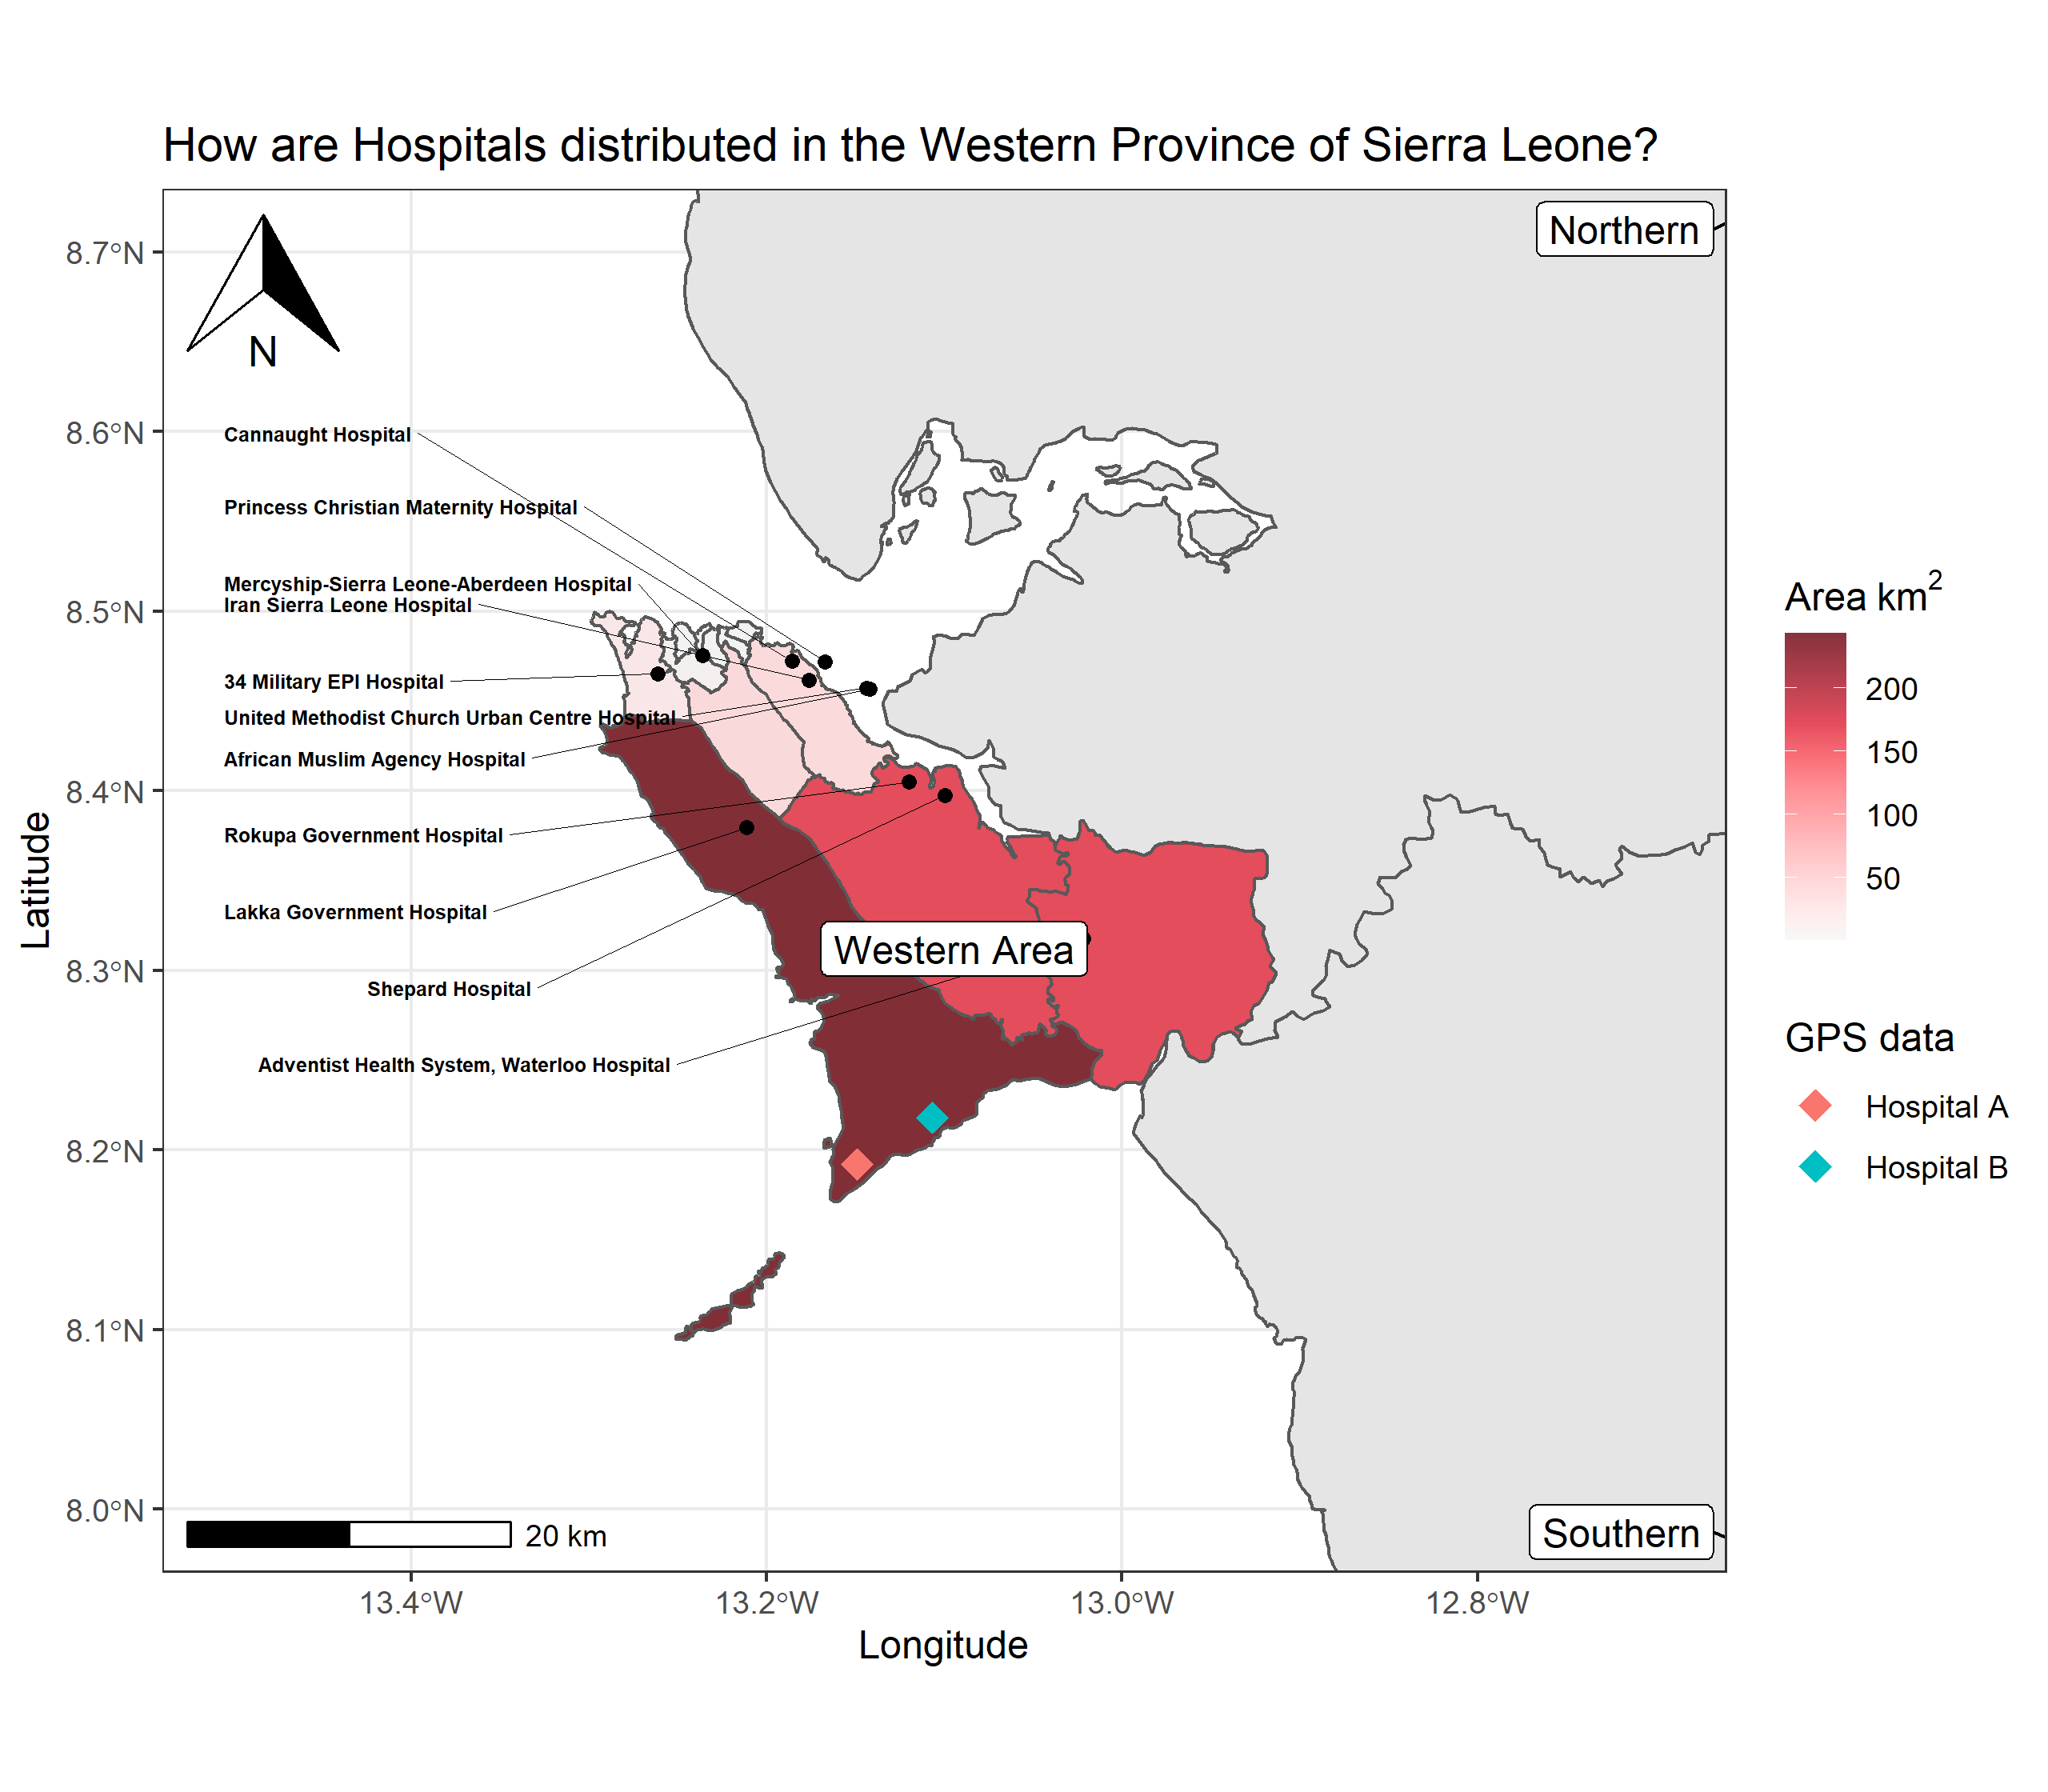 How are Hospitals distributed in the Western Province of Sierra Leone?
Northern
8.7°N
N
8.6°N
Cannaught Hospital
Princess Christian Maternity Hospital
Mercyship-Sierra Leone-Aberdeen Hospital
Iran Sierra Leone Hospital
8.5°N
34 Military EPI Hospital
United Methodist Church Urban Centre Hospital
African Muslim Agency Hospital
8.4°N
Rokupa Government Hospital
Lakka Government Hospital
Western Area
8.3°N
Shepard Hospital
Adventist Health System, Waterloo Hospital
8.2°N
8.1°N
8.0°N
20 km
Southern
13.4°W
13.2°W
13.0°W
12.8°W
Longitude
Latitude
Area km²
200
150
100
50
GPS data
Hospital A
Hospital B